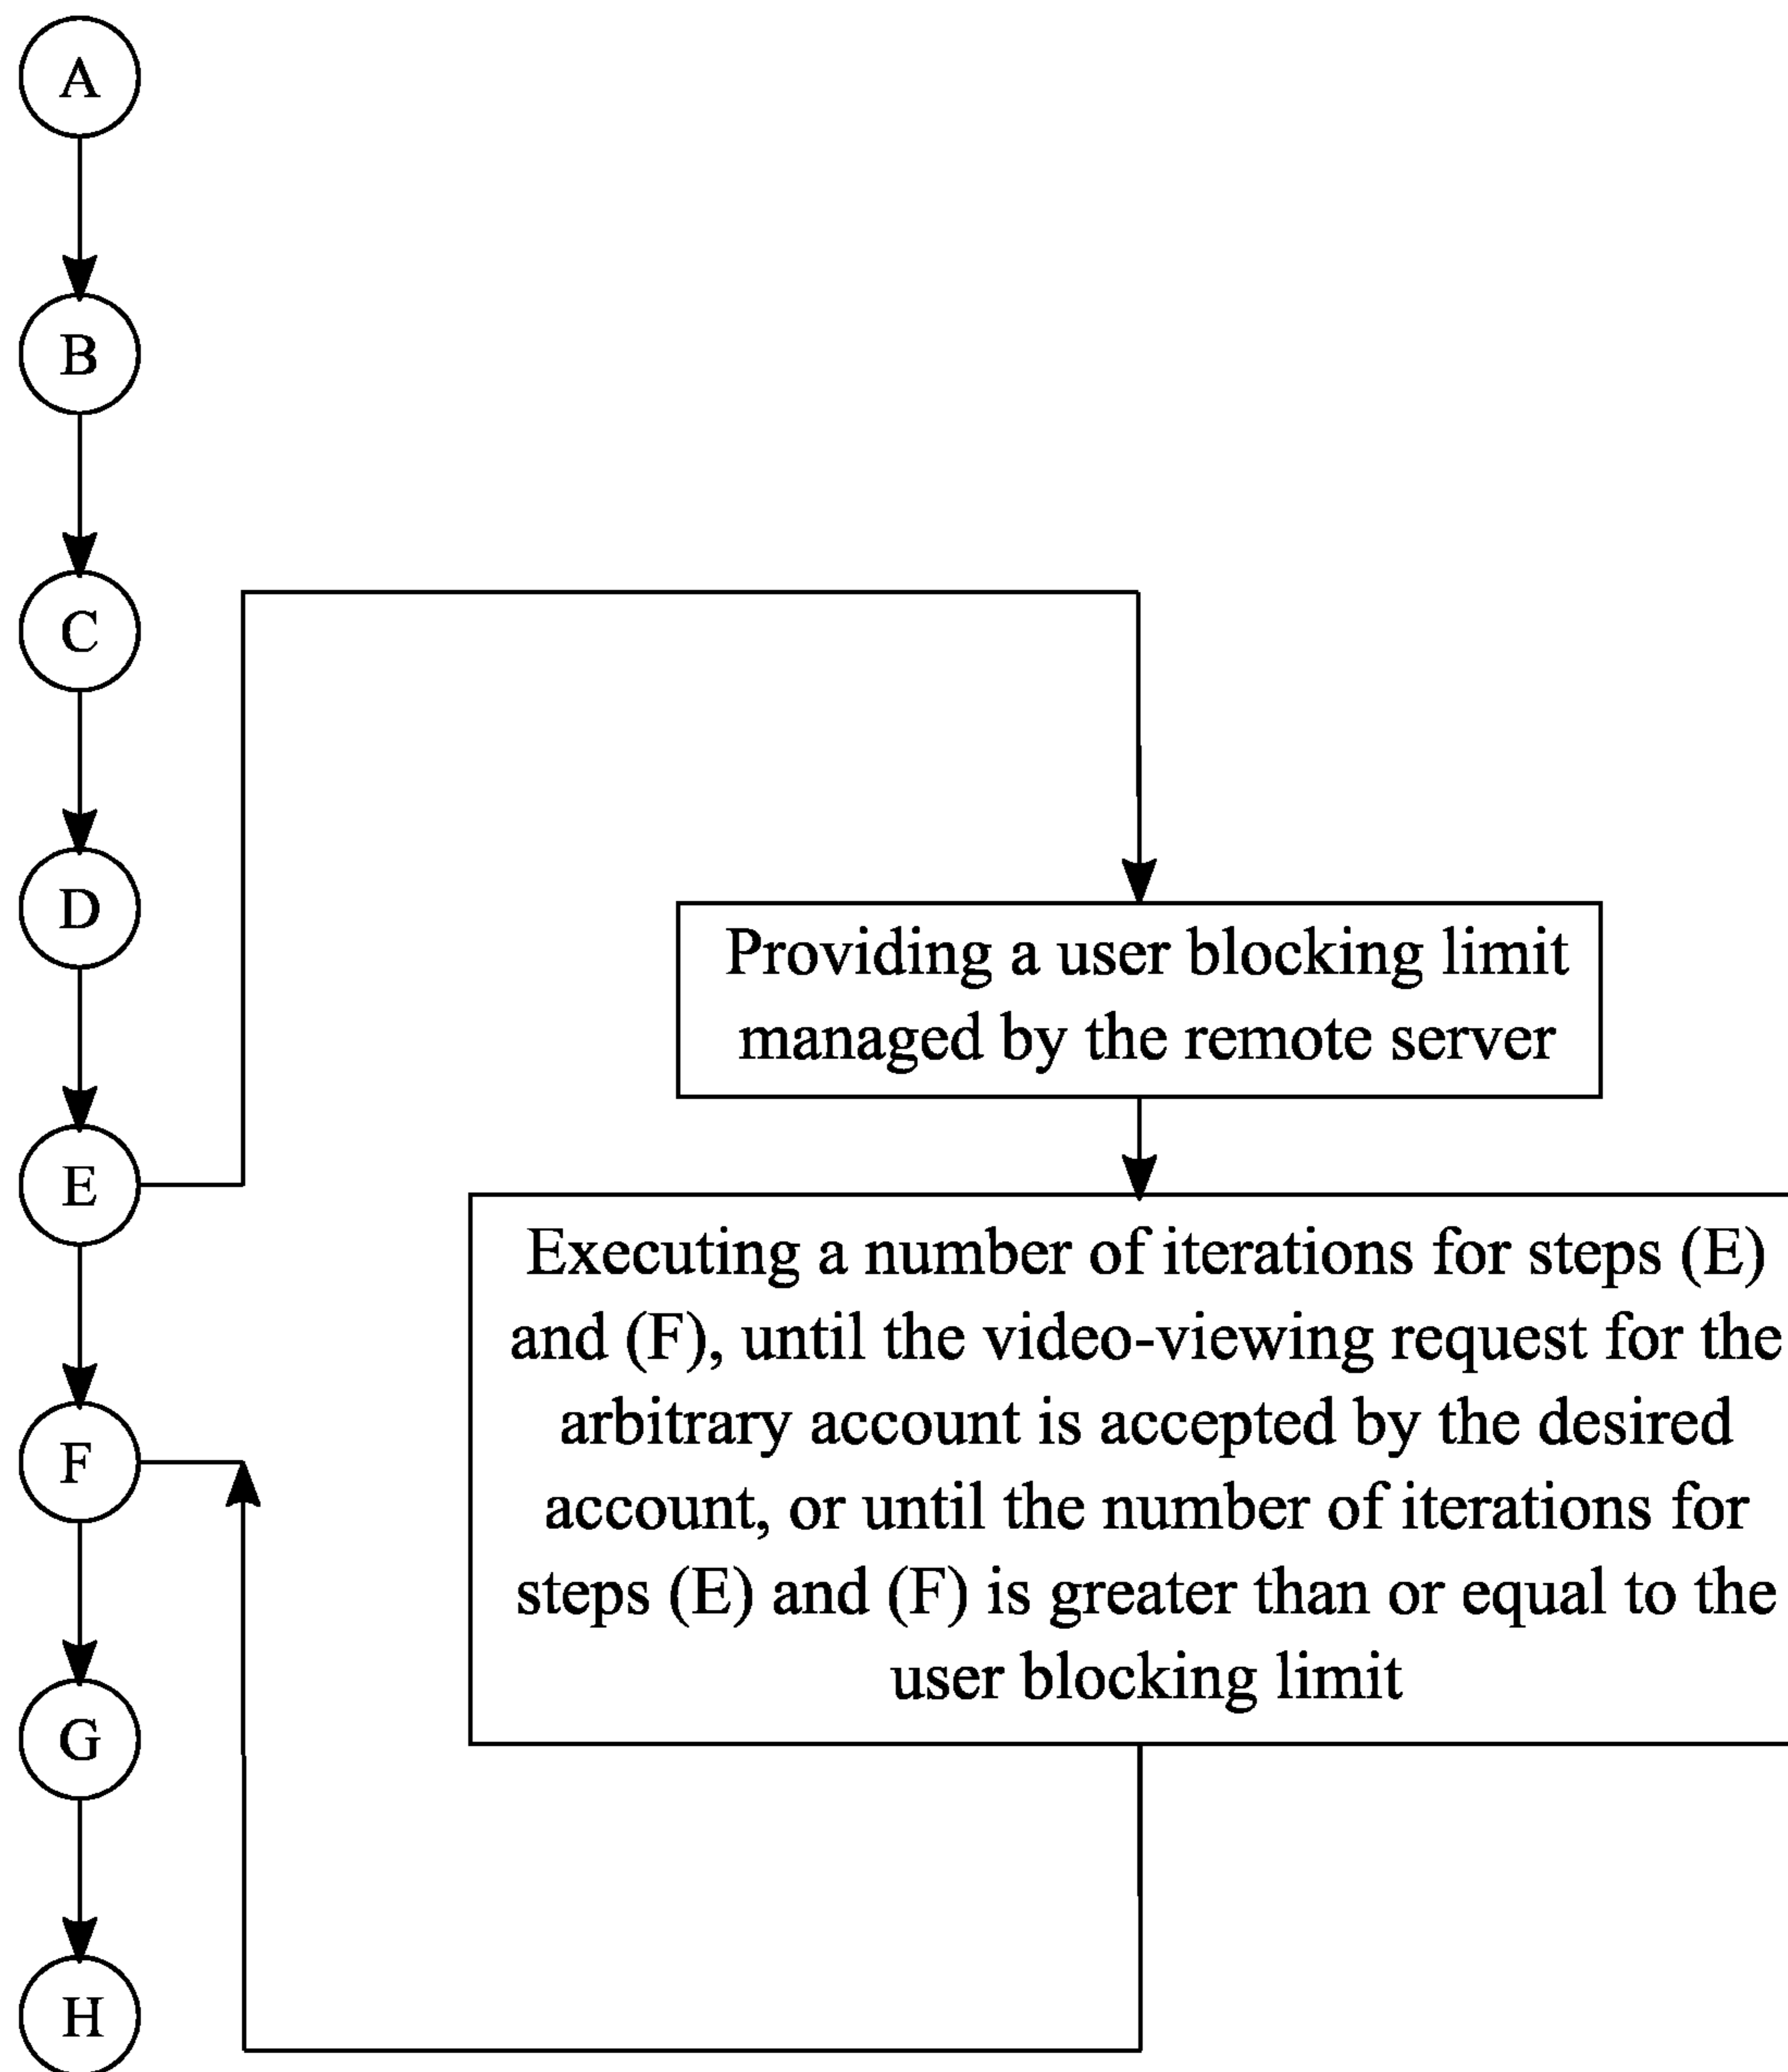 A
B
C
D
E
F
G
H
Providing a user blocking limit
managed by the remote server
Executing a number of iterations for steps (E)
and (F), until the video-viewing request for the
arbitrary account is accepted by the desired
account, or until the number of iterations for
steps (E) and (F) is greater than or equal to the
user blocking limit